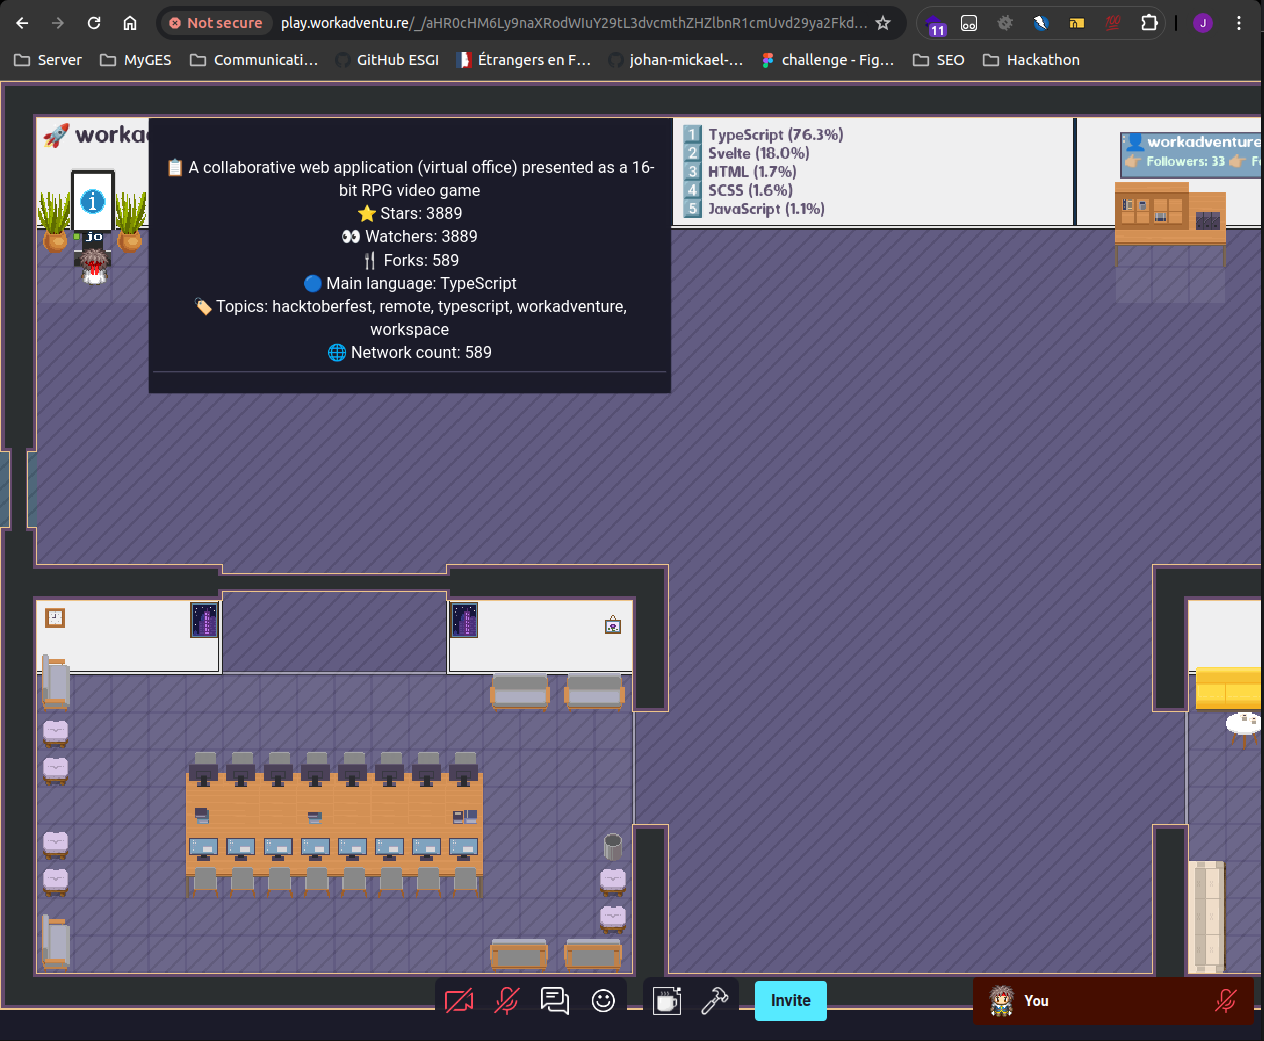 Not secure
play.workadventu.re/_/aHR0cHM6Ly9naXRodWIuY29tL3dvcmthZHZlbnR1cmUvd29ya2Fkd...
11
J
Server
MyGES
Communicati...
GitHub ESGI
Étrangers en F...
johan-mickael-...
challenge - Fig...
SEO
Hackathon
worka
A collaborative web application (virtual office) presented as a 16-
bit RPG video game
Stars: 3889
Watchers: 3889
Forks: 589
Main language: TypeScript
Topics: hacktoberfest, remote, typescript, workadventure,
workspace
Network count: 589
1 TypeScript (76.3%)
2 Svelte (18.0%)
3 HTML (1.7%)
4 SCSS (1.6%)
5 JavaScript (1.1%)
workadventure
Followers: 33
jo
Invite
You